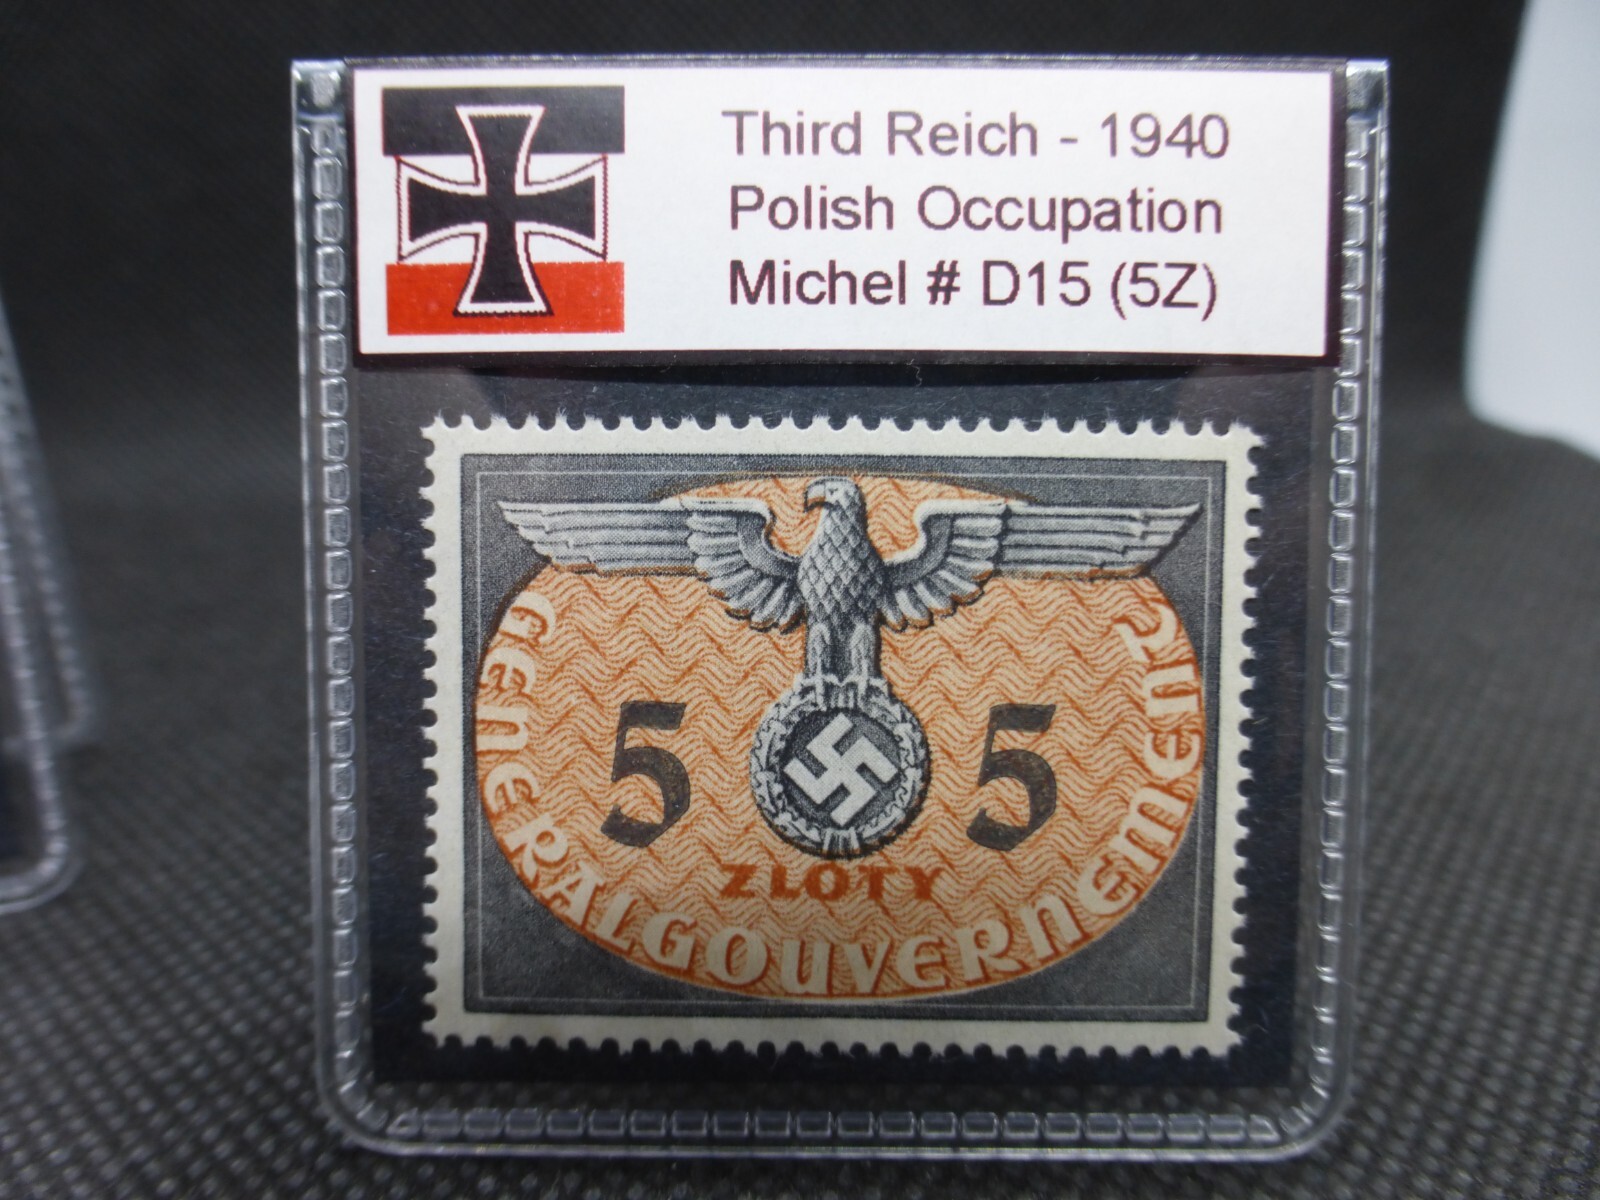 Third Reich - 1940
Polish Occupation
Michel # D15 (5Z)
5 5
ZLOTY
GENERALGOUVERNEMENT